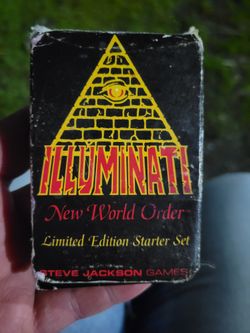 ILLUMINATI
New World Order
Limited Edition Starter Set
STEVE JACKSON GAMES